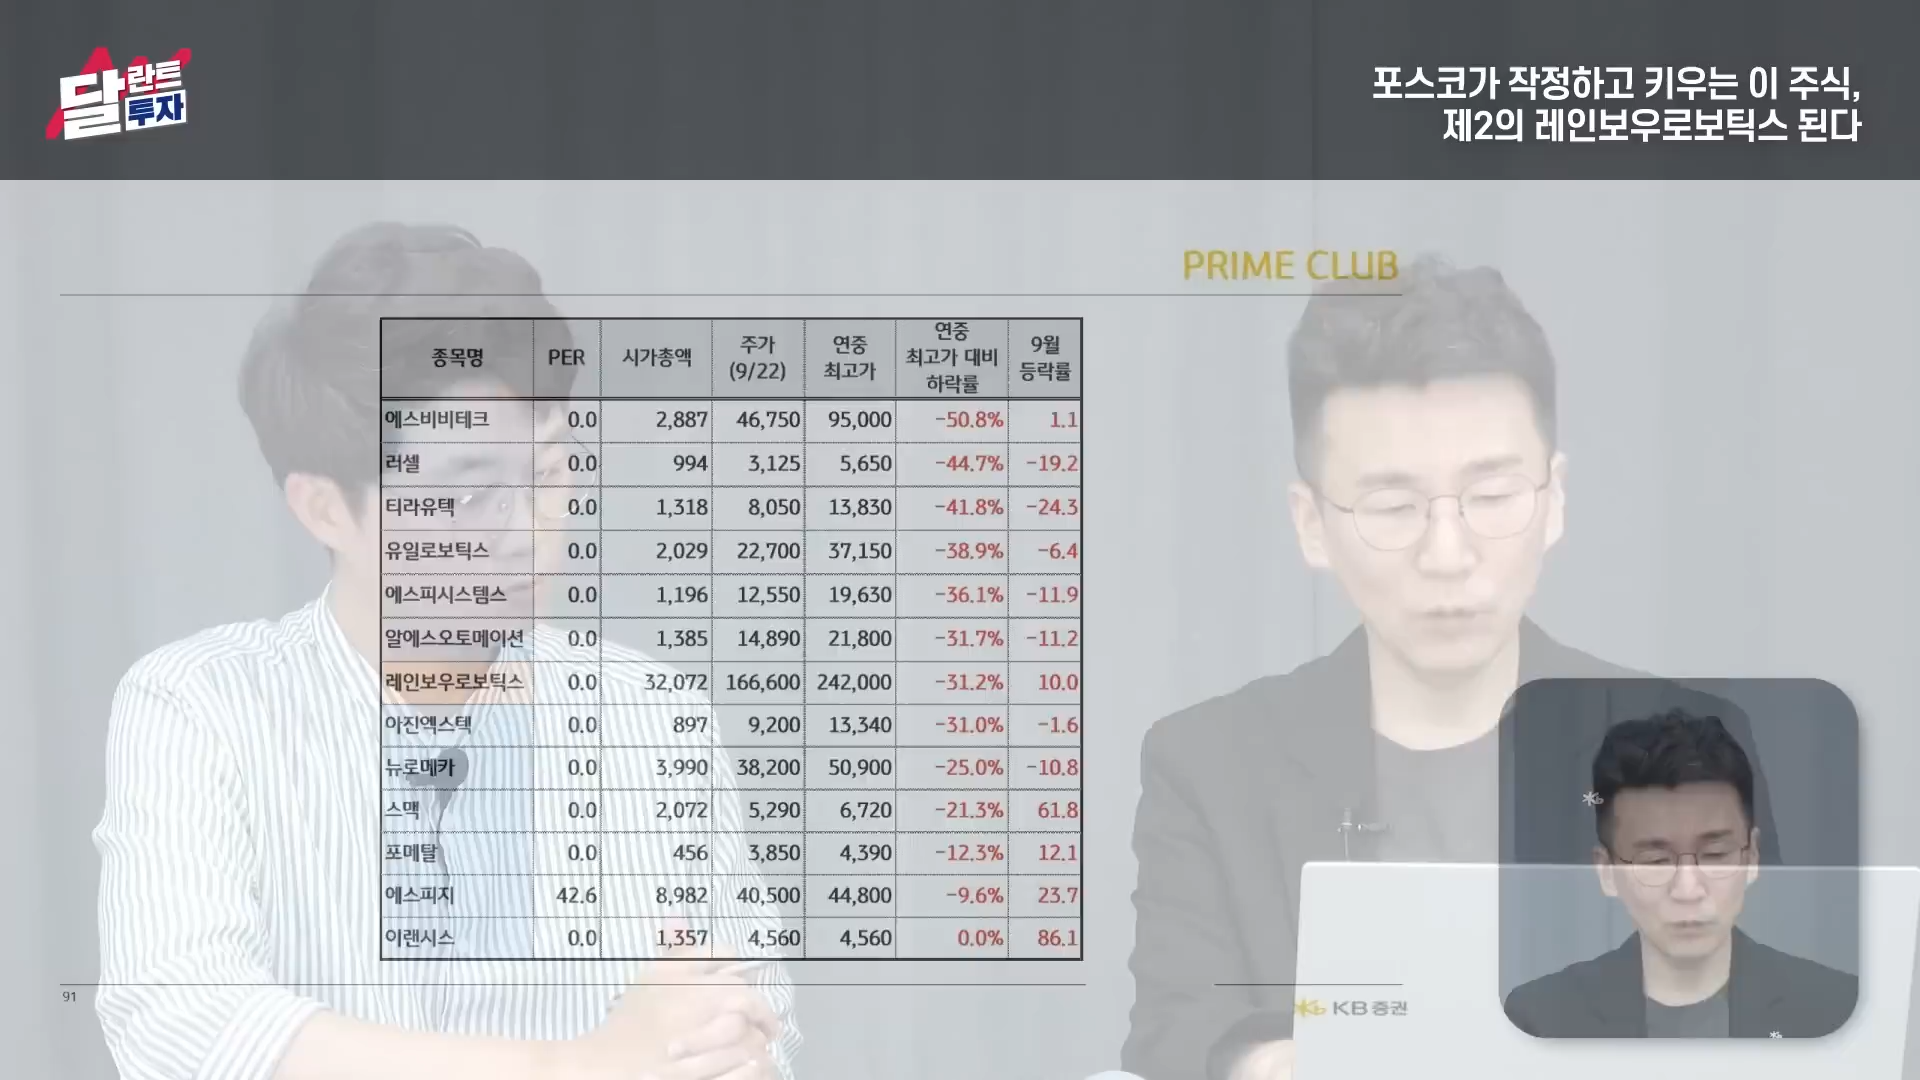 달란트
투자
포스코가 작정하고 키우는 이 주식,
제2의 레인보우로보틱스 된다
PRIME CLUB
종목명 PER 시가총액 주가 (9/22) 연중 최고가 연중 최고가 대비 하락률 9월 등락률
에스비비테크 0.0 2,887 46,750 95,000 -50.8% 1.1
러셀 0.0 994 3,125 5,650 -44.7% -19.2
티라유텍 0.0 1,318 8,050 13,830 -41.8% -24.3
유일로보틱스 0.0 2,029 22,700 37,150 -38.9% -6.4
에스피시스템스 0.0 1,196 12,550 19,630 -36.1% -11.9
알에스오토메이션 0.0 1,385 14,890 21,800 -31.7% -11.2
레인보우로보틱스 0.0 32,072 166,600 242,000 -31.2% 10.0
아진엑스텍 0.0 897 9,200 13,340 -31.0% -1.6
뉴로메카 0.0 3,990 38,200 50,900 -25.0% -10.8
스맥 0.0 2,072 5,290 6,720 -21.3% 61.8
포메탈 0.0 456 3,850 4,390 -12.3% 12.1
에스피지 42.6 8,982 40,500 44,800 -9.6% 23.7
이랜시스 0.0 1,357 4,560 4,560 0.0% 86.1
91
KB증권